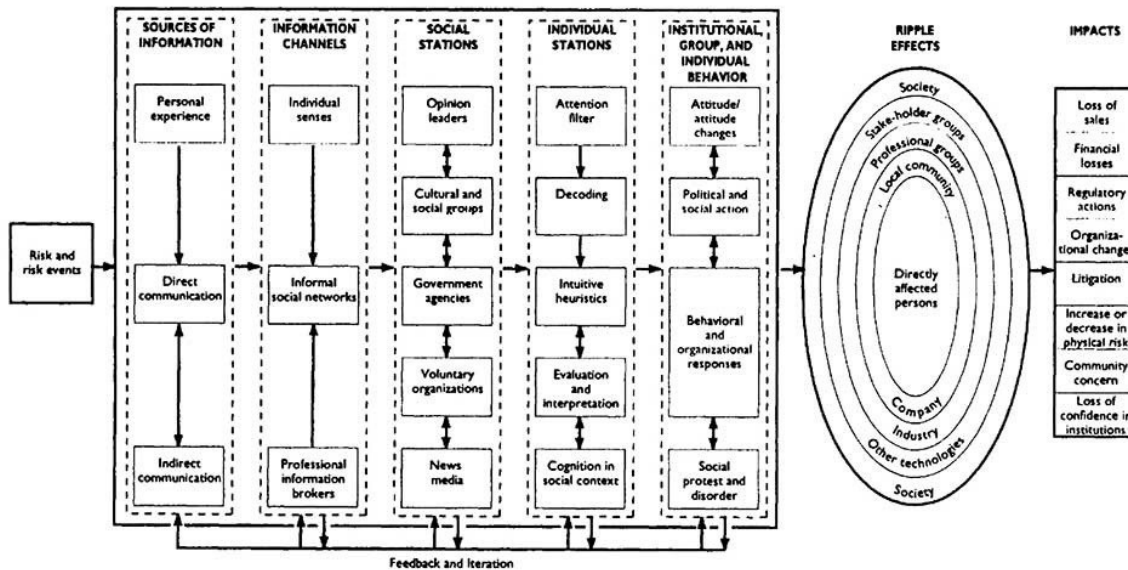 SOURCES OF
INFORMATION
INFORMATION
CHANNELS
SOCIAL
STATIONS
INDIVIDUAL
STATIONS
INSTITUTIONAL,
GROUP, AND
INDIVIDUAL
BEHAVIOR
RIPPLE
EFFECTS
IMPACTS
Risk and
risk events
Personal
experience
Direct
communication
Indirect
communication
Individual
senses
Informal
social networks
Professional
information
brokers
Opinion
leaders
Cultural and
social groups
Government
agencies
Voluntary
organizations
News
media
Attention
filter
Decoding
Intuitive
heuristics
Evaluation and
interpretation
Cognition in
social context
Attitude/
attitude
changes
Political and
social action
Behavioral and
organizational
responses
Social
protest and
disorder
Society
Stake-holder groups
Professional groups
Local community
Directly
affected
persons
Company
Industry
Other technologies
Society
Loss of
sales
Financial
losses
Regulatory
actions
Organiza-
tional change
Litigation
Increase or
decrease in
physical risk
Community
concern
Loss of
confidence in
institutions
Feedback and Iteration